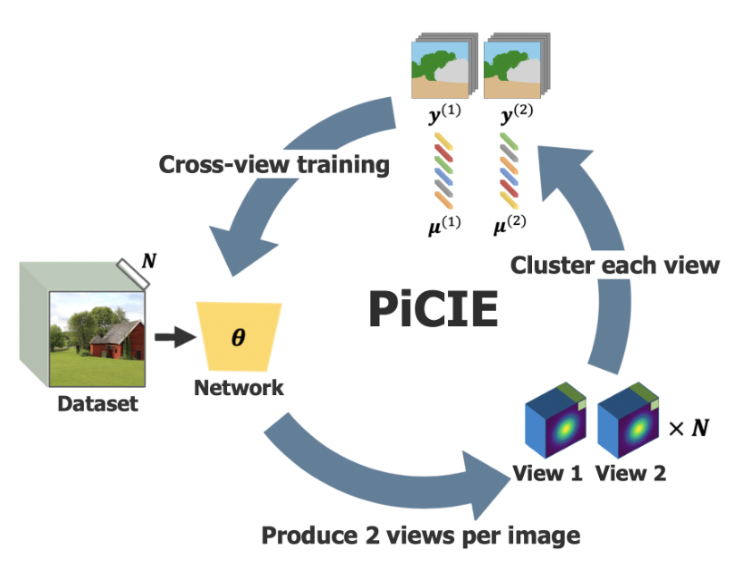 y(1) y(2)
Cross-view training
μ(1) μ(2)
N
Cluster each view
PiCIE
θ
Network
Dataset
× N
View 1 View 2
Produce 2 views per image